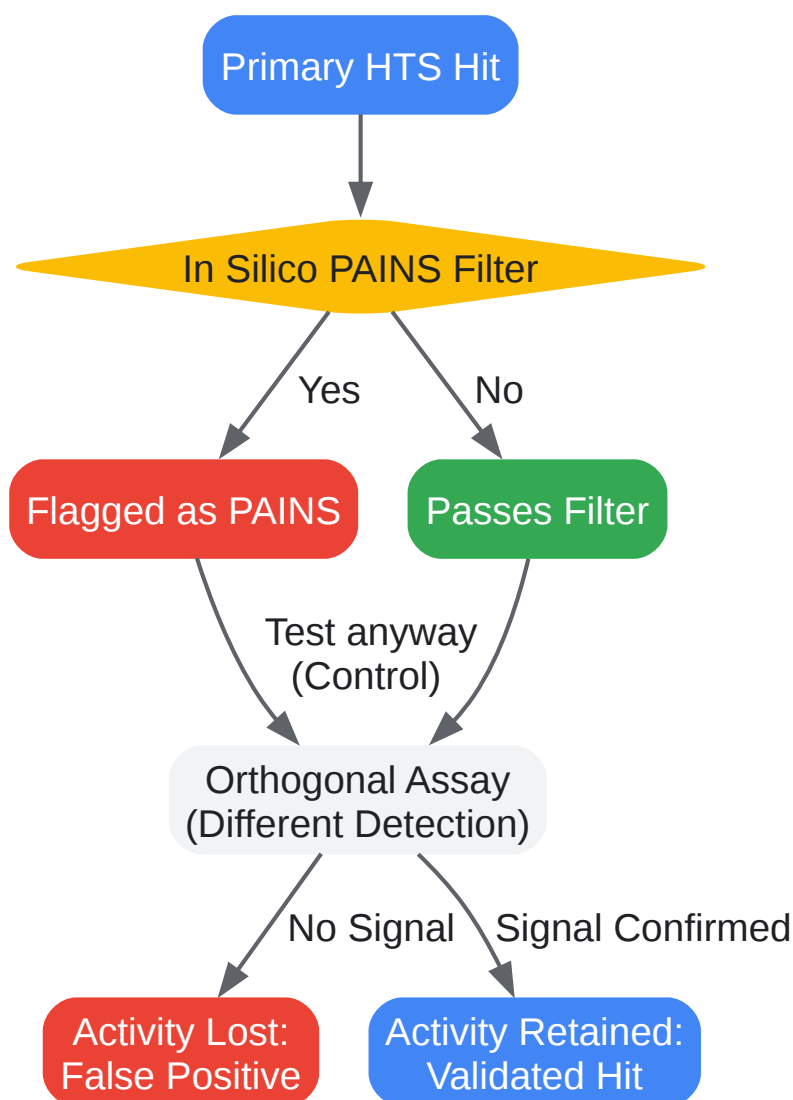 Primary HTS Hit
In Silico PAINS Filter
Yes
No
Flagged as PAINS
Passes Filter
Test anyway
(Control)
Orthogonal Assay
(Different Detection)
No Signal
Signal Confirmed
Activity Lost:
False Positive
Activity Retained:
Validated Hit